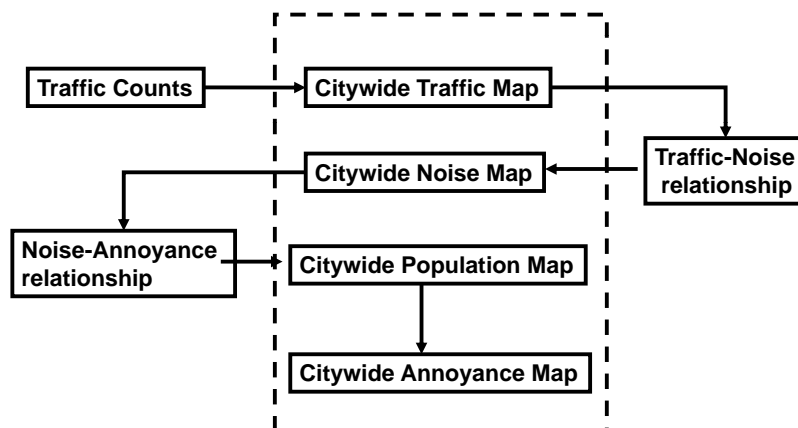 Traffic Counts
Citywide Traffic Map
Citywide Noise Map
Traffic-Noise
relationship
Noise-Annoyance
relationship
Citywide Population Map
Citywide Annoyance Map